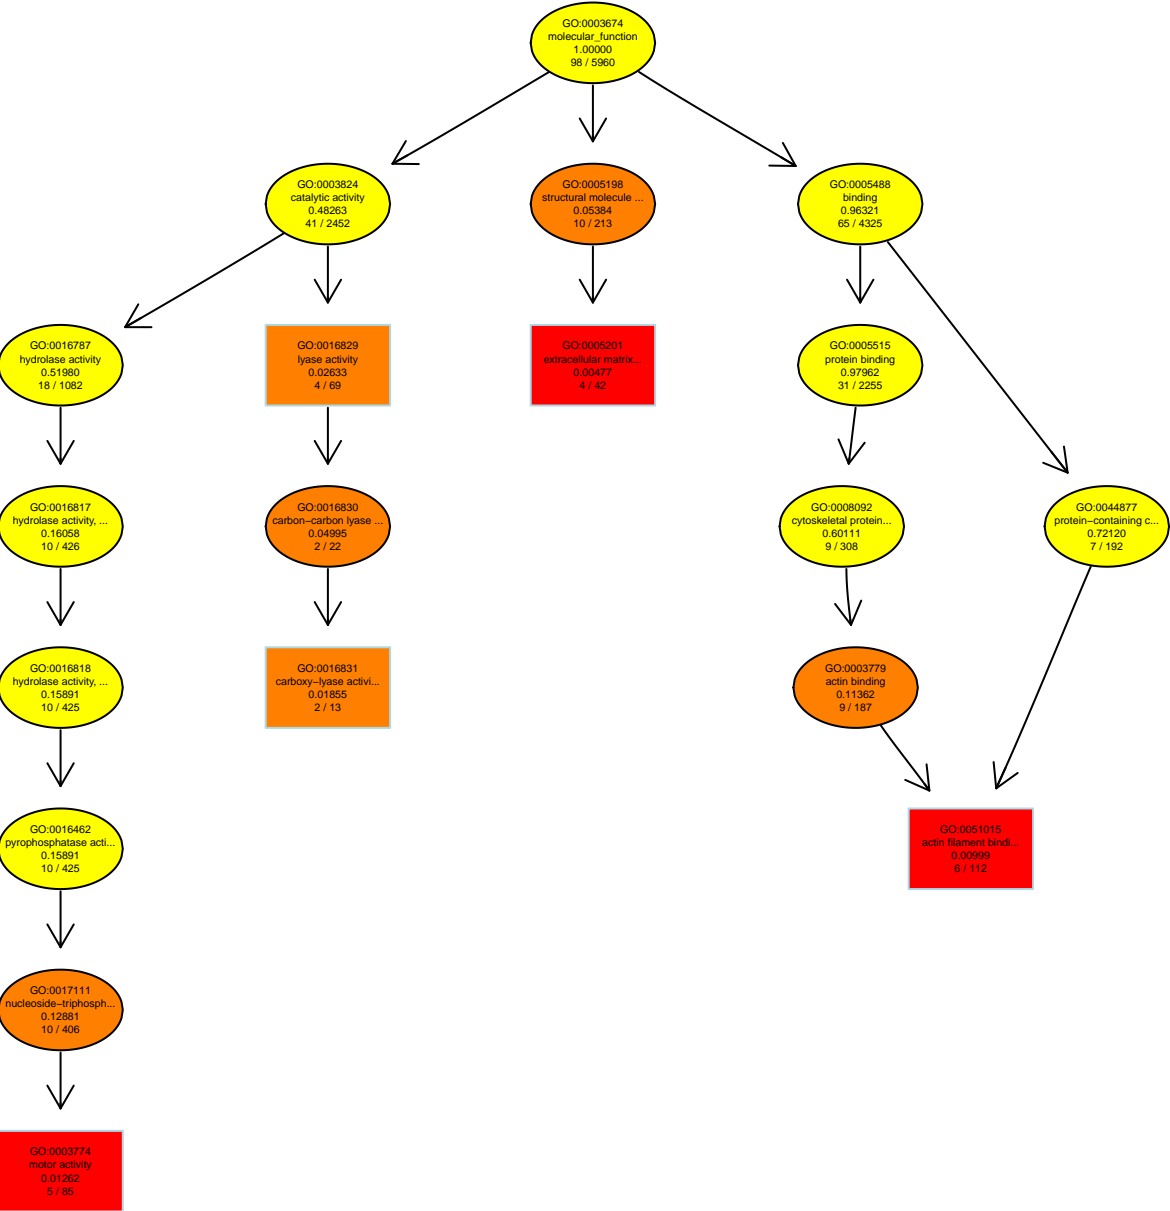 GO:0003674
molecular_function
1.00000
98 / 5960
GO:0003824
catalytic activity
0.48263
41 / 2452
GO:0005198
structural molecule ...
0.05384
10 / 213
GO:0005488
binding
0.96321
65 / 4325
GO:0016787
hydrolase activity
0.51980
18 / 1082
GO:0016829
lyase activity
0.02633
4 / 69
GO:0005201
extracellular matrix...
0.00477
4 / 42
GO:0005515
protein binding
0.97962
31 / 2255
GO:0016817
hydrolase activity, ...
0.16058
10 / 426
GO:0016830
carbon−carbon lyase ...
0.04995
2 / 22
GO:0008092
cytoskeletal protein...
0.60111
9 / 308
GO:0044877
protein−containing c...
0.72120
7 / 192
GO:0016818
hydrolase activity, ...
0.15891
10 / 425
GO:0016831
carboxy−lyase activi...
0.01855
2 / 13
GO:0003779
actin binding
0.11362
9 / 187
GO:0016462
pyrophosphatase acti...
0.15891
10 / 425
GO:0051015
actin filament bindi...
0.00999
6 / 112
GO:0017111
nucleoside−triphosph...
0.12881
10 / 406
GO:0003774
motor activity
0.01262
5 / 85